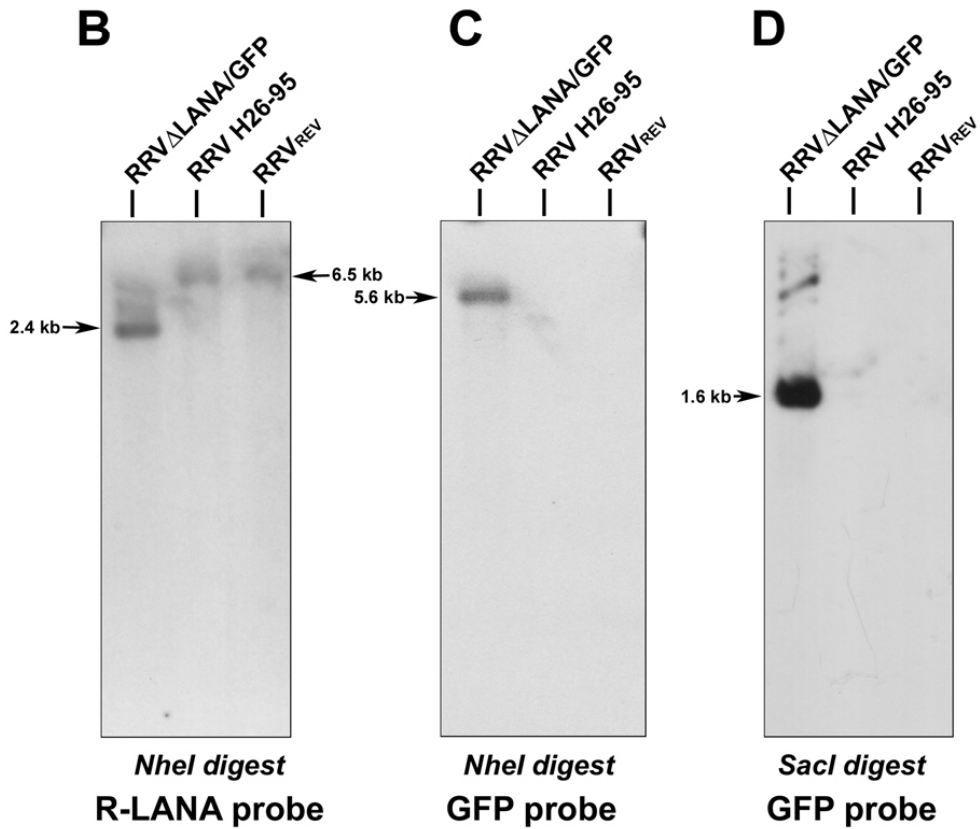 B
RRVΔLANA/GFP
RRV H26-95
RRVREV
2.4 kb
6.5 kb
NheI digest
R-LANA probe
C
RRVΔLANA/GFP
RRV H26-95
RRVREV
5.6 kb
NheI digest
GFP probe
D
RRVΔLANA/GFP
RRV H26-95
RRVREV
1.6 kb
SacI digest
GFP probe